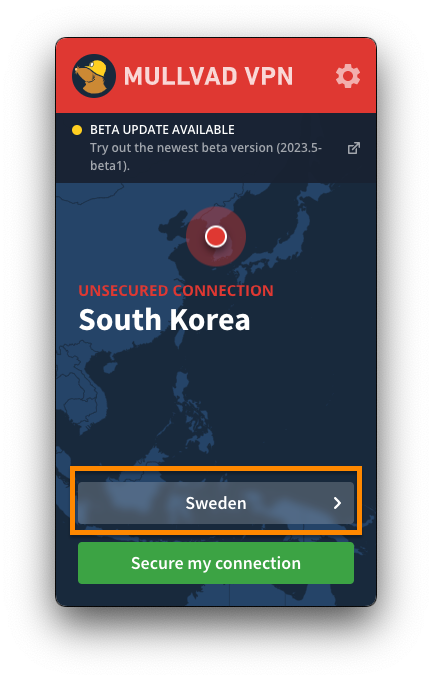 MULLVAD VPN
BETA UPDATE AVAILABLE
Try out the newest beta version (2023.5-
beta1).
UNSECURED CONNECTION
South Korea
Sweden
Secure my connection